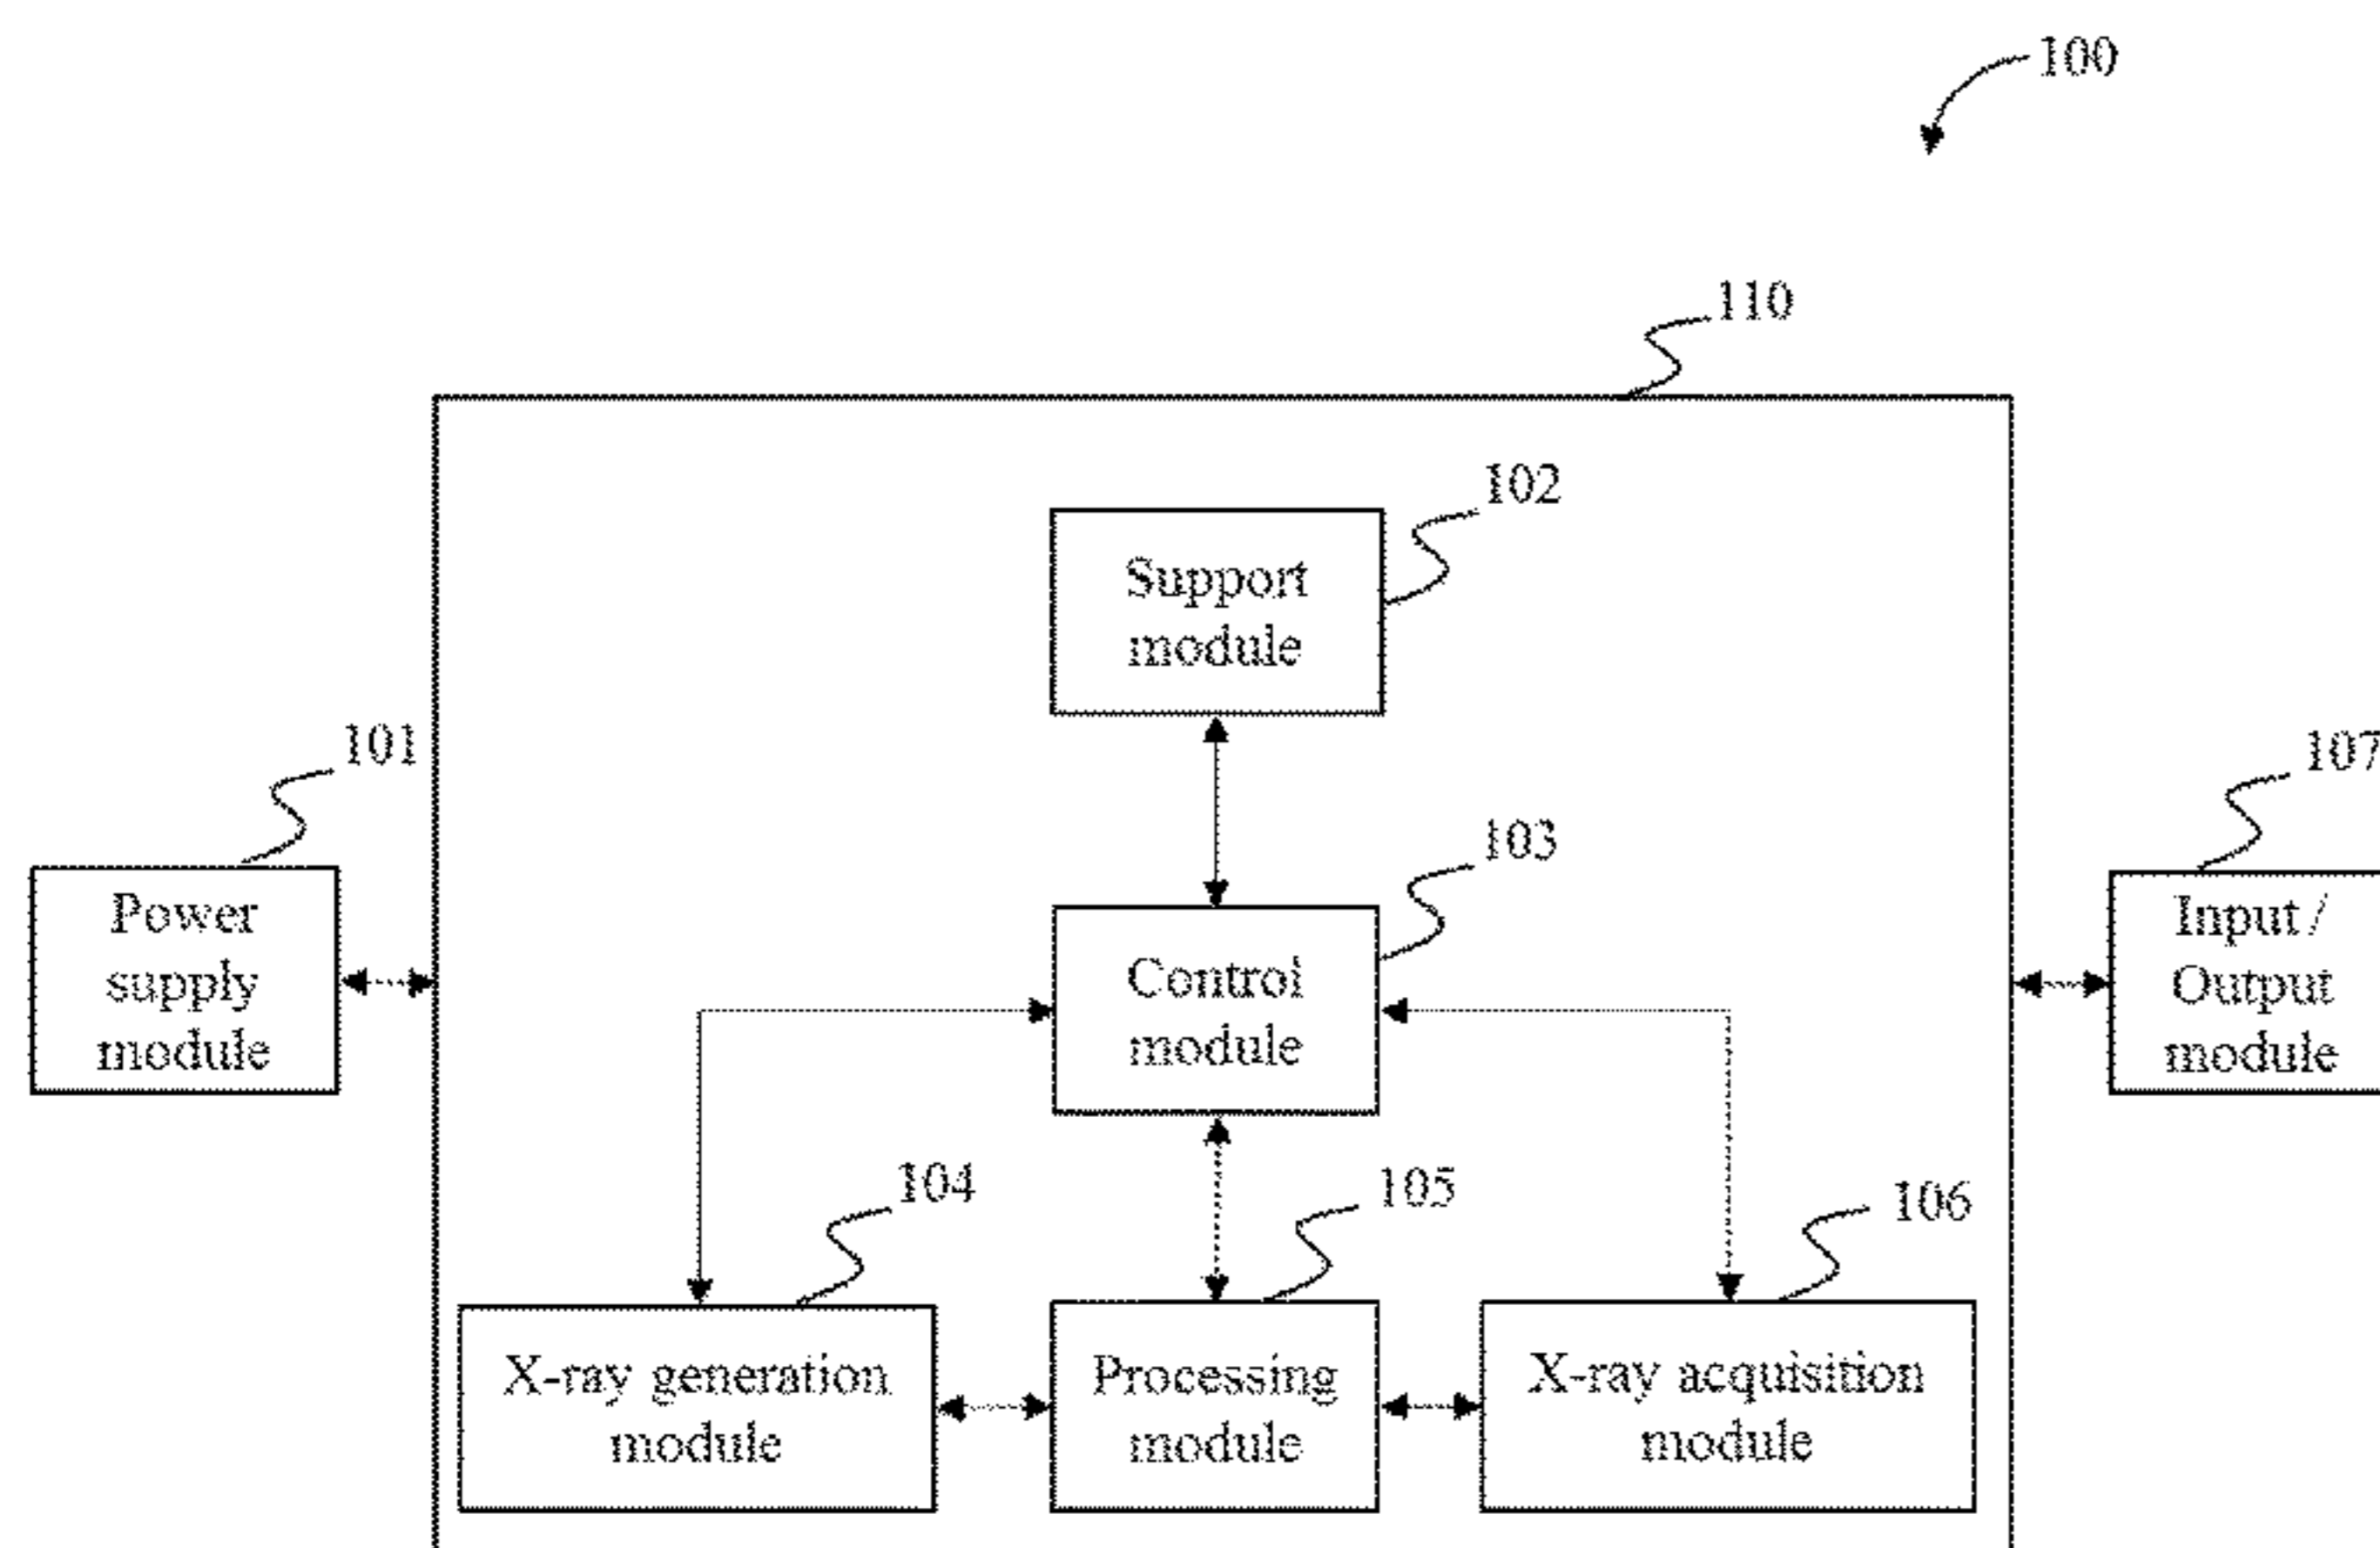 100
110
102
Support
module
101
107
103
Power
supply
module
Control
module
Input /
Output
module
104
105
106
X-ray generation
module
Processing
module
X-ray acquisition
module